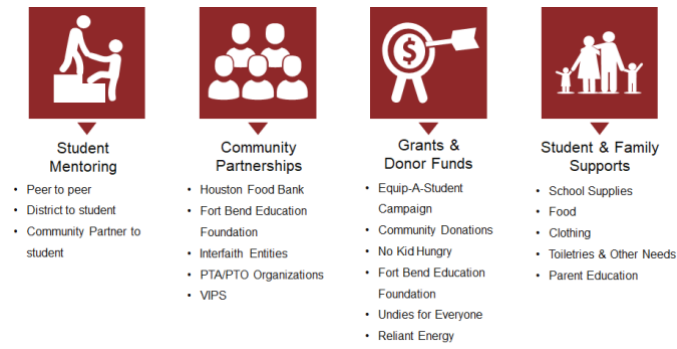 $
Student
Mentoring
• Peer to peer
• District to student
• Community Partner to
student
Community
Partnerships
• Houston Food Bank
• Fort Bend Education
Foundation
• Interfaith Entities
• PTA/PTO Organizations
• VIPS
Grants &
Donor Funds
• Equip-A-Student
Campaign
• Community Donations
• No Kid Hungry
• Fort Bend Education
Foundation
• Undies for Everyone
• Reliant Energy
Student & Family
Supports
• School Supplies
• Food
• Clothing
• Toiletries & Other Needs
• Parent Education